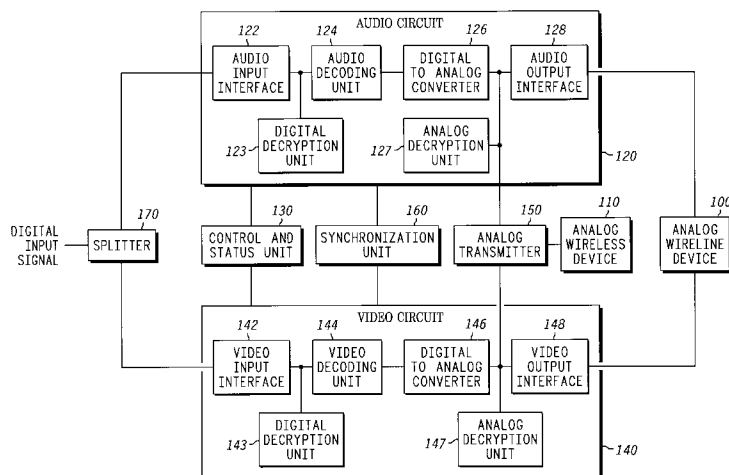 AUDIO CIRCUIT
122
124
126
128
AUDIO
INPUT
INTERFACE
AUDIO
DECODING
UNIT
DIGITAL
TO ANALOG
CONVERTER
AUDIO
OUTPUT
INTERFACE
123
DIGITAL
DECRYPTION
UNIT
127
ANALOG
DECRYPTION
UNIT
120
170
130
160
150
110
100
DIGITAL
INPUT
SIGNAL
SPLITTER
CONTROL AND
STATUS UNIT
SYNCHRONIZATION
UNIT
ANALOG
TRANSMITTER
ANALOG
WIRELESS
DEVICE
ANALOG
WIRELINE
DEVICE
VIDEO CIRCUIT
142
144
146
148
VIDEO
INPUT
INTERFACE
VIDEO
DECODING
UNIT
DIGITAL
TO ANALOG
CONVERTER
VIDEO
OUTPUT
INTERFACE
143
DIGITAL
DECRYPTION
UNIT
147
ANALOG
DECRYPTION
UNIT
140